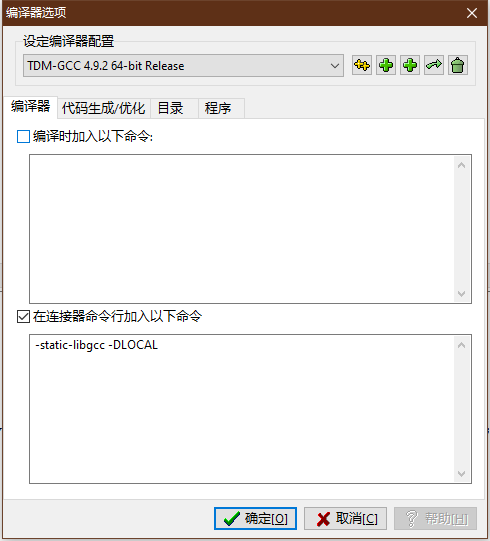 编译器选项
设定编译器配置
TDM-GCC 4.9.2 64-bit Release
编译器 代码生成/优化 目录 程序
编译时加入以下命令:
在连接器命令行加入以下命令
-static-libgcc -DLOCAL
确定[O] 取消[C] 帮助[H]